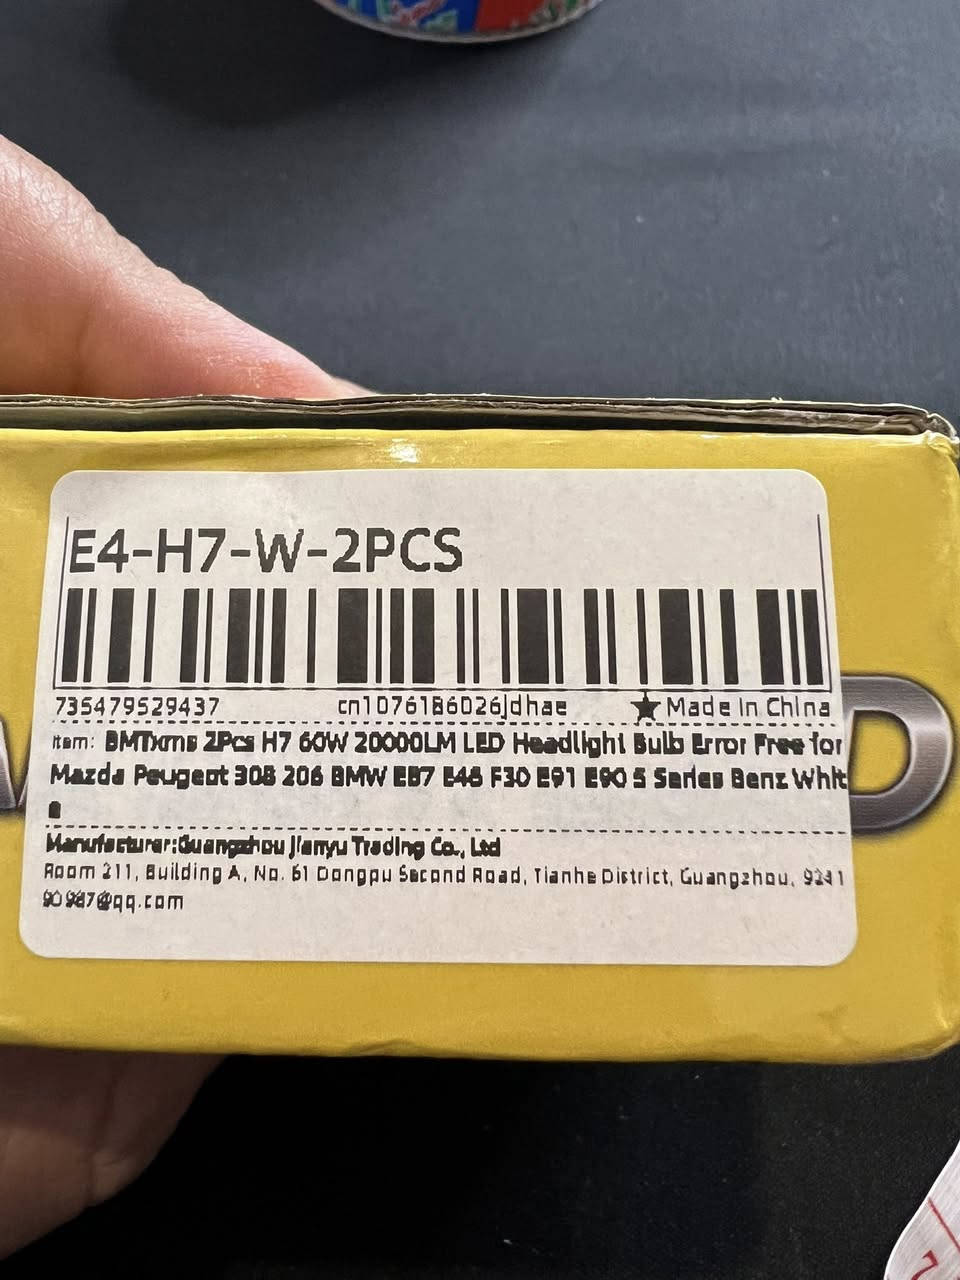 E4-H7-W-2PCS
735479529437 cn1076186026jdhae ★ Made In China
Item: BMTxms 2Pcs H7 60W 20000LM LED Headlight Bulb Error Free for
Mazda Peugeot 308 206 BMW E87 E46 F30 E91 E90 5 Series Benz Whit
e
Manufacturer:Guangzhou Jianyu Trading Co., Ltd
Room 211, Building A, No. 61 Dongpu Second Road, Tianhe District, Guangzhou, 9241
90987@qq.com
D